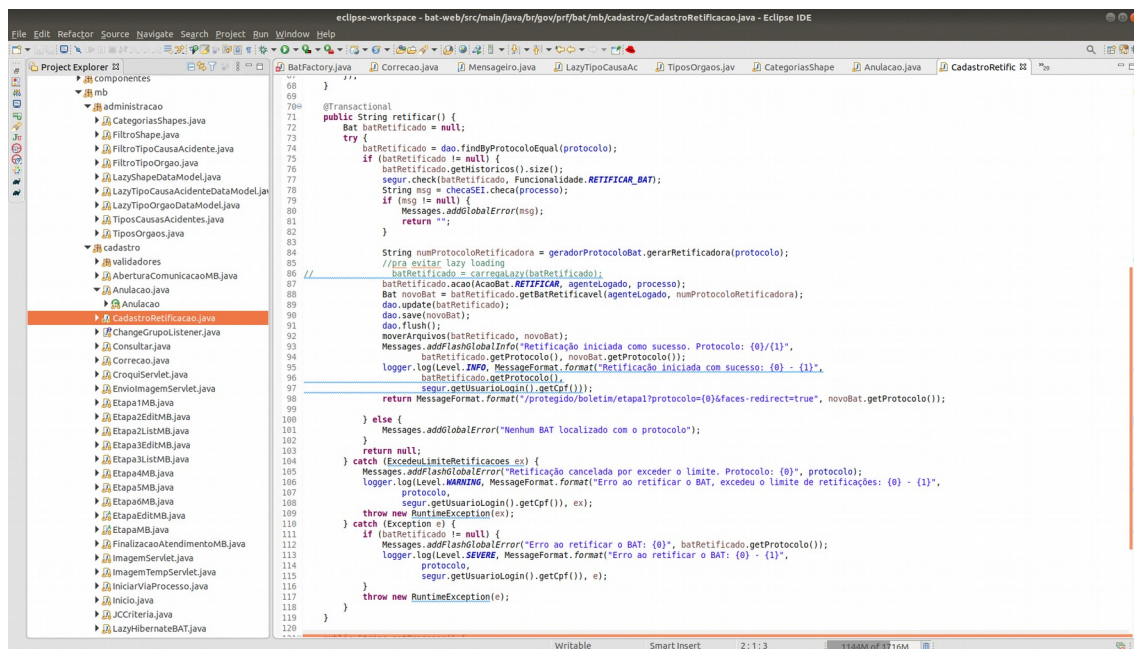 eclipse-workspace - bat-web/src/main/java/br/gov/prf/bat/mb/cadastro/CadastroRetificacao.java - Eclipse IDE
File Edit Refactor Source Navigate Search Project Run Window Help
Project Explorer
BatFactory.java Correcao.java Mensageiro.java LazyTipoCausaAc TiposOrgaos.jav CategoriasShape Anulacao.java CadastroRetific
componentes
mb
administracao
CategoriasShapes.java
FiltroShape.java
FiltroTipoCausaAcidente.java
FiltroTipoOrgao.java
LazyShapeDataModel.java
LazyTipoCausaAcidenteDataModel.jav
LazyTipoOrgaoDataModel.java
TiposCausasAcidentes.java
TiposOrgaos.java
cadastro
validadores
AberturaComunicacaoMB.java
Anulacao.java
Anulacao
CadastroRetificacao.java
ChangeGrupoListener.java
Consultar.java
Correcao.java
CroquiServlet.java
EnvioImagemServlet.java
Etapa1MB.java
Etapa2EditMB.java
Etapa2ListMB.java
Etapa3EditMB.java
Etapa3ListMB.java
Etapa4MB.java
Etapa5MB.java
Etapa6MB.java
EtapaEditMB.java
EtapaMB.java
FinalizacaoAtendimentoMB.java
ImagemServlet.java
ImagemTempServlet.java
IniciarViaProcesso.java
Inicio.java
JCCriteria.java
LazyHibernateBAT.java
67 });
68 }
69
70 @Transactional
71 public String retificar() {
72 Bat batRetificado = null;
73 try {
74 batRetificado = dao.findByProtocoloEqual(protocolo);
75 if (batRetificado != null) {
76 batRetificado.getHistoricos().size();
77 segur.check(batRetificado, Funcionalidade.RETIFICAR_BAT);
78 String msg = checaSEI.checa(processo);
79 if (msg != null) {
80 Messages.addGlobalError(msg);
81 return "";
82 }
83
84 String numProtocoloRetificadora = geradorProtocoloBat.gerarRetificadora(protocolo);
85 //pra evitar lazy loading
86 // batRetificado = carregaLazy(batRetificado);
87 batRetificado.acao(AcaoBat.RETIFICAR, agenteLogado, processo);
88 Bat novoBat = batRetificado.getBatRetificavel(agenteLogado, numProtocoloRetificadora);
89 dao.update(batRetificado);
90 dao.save(novoBat);
91 dao.flush();
92 moverArquivos(batRetificado, novoBat);
93 Messages.addFlashGlobalInfo("Retificação iniciada como sucesso. Protocolo: {0}/{1}",
94 batRetificado.getProtocolo(), novoBat.getProtocolo());
95 logger.log(Level.INFO, MessageFormat.format("Retificação iniciada com sucesso: {0} - {1}",
96 batRetificado.getProtocolo(),
97 segur.getUsuarioLogin().getCpf()));
98 return MessageFormat.format("/protegido/boletim/etapa1?protocolo={0}&faces-redirect=true", novoBat.getProtocolo());
99
100 } else {
101 Messages.addGlobalError("Nenhum BAT localizado com o protocolo");
102 }
103 return null;
104 } catch (ExcedeuLimiteRetificacoes ex) {
105 Messages.addFlashGlobalError("Retificação cancelada por exceder o limite. Protocolo: {0}", protocolo);
106 logger.log(Level.WARNING, MessageFormat.format("Erro ao retificar o BAT, excedeu o limite de retificações: {0} - {1}",
107 protocolo,
108 segur.getUsuarioLogin().getCpf()), ex);
109 throw new RuntimeException(ex);
110 } catch (Exception e) {
111 if (batRetificado != null) {
112 Messages.addFlashGlobalError("Erro ao retificar o BAT: {0}", batRetificado.getProtocolo());
113 logger.log(Level.SEVERE, MessageFormat.format("Erro ao retificar o BAT: {0} - {1}",
114 protocolo,
115 segur.getUsuarioLogin().getCpf()), e);
116 }
117 throw new RuntimeException(e);
118 }
119 }
120
Writable Smart Insert 2 : 1 : 3 1144M of 1716M